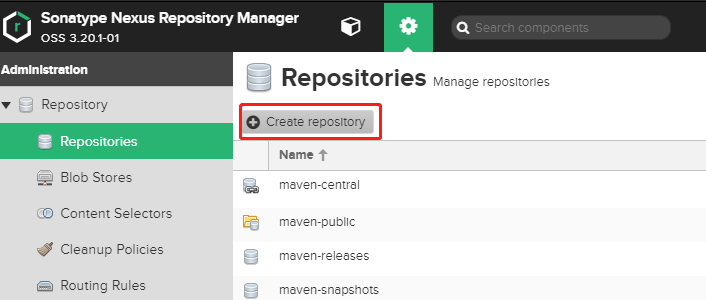 Sonatype Nexus Repository Manager
OSS 3.20.1-01
Search components
Administration
Repository
Repositories
Blob Stores
Content Selectors
Cleanup Policies
Routing Rules
Repositories Manage repositories
Create repository
Name
maven-central
maven-public
maven-releases
maven-snapshots